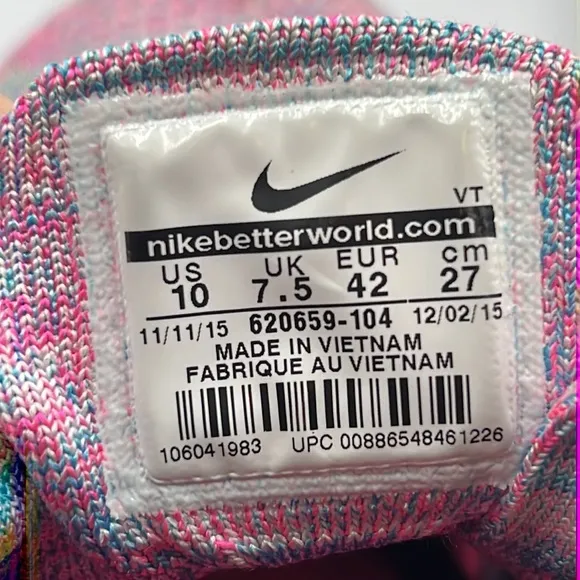 VT
nikebetterworld.com
US UK EUR cm
10 7.5 42 27
11/11/15 620659-104 12/02/15
MADE IN VIETNAM
FABRIQUE AU VIETNAM
106041983 UPC 00886548461226